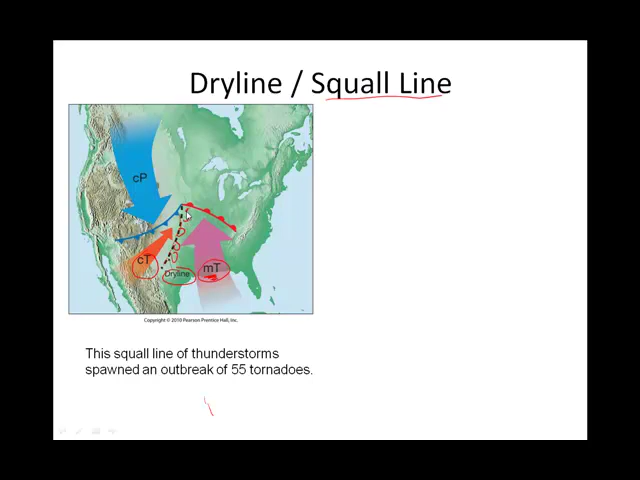 Dryline / Squall Line
cP
cT
Dryline
mT
Copyright © 2010 Pearson Prentice Hall, Inc.
This squall line of thunderstorms
spawned an outbreak of 55 tornadoes.